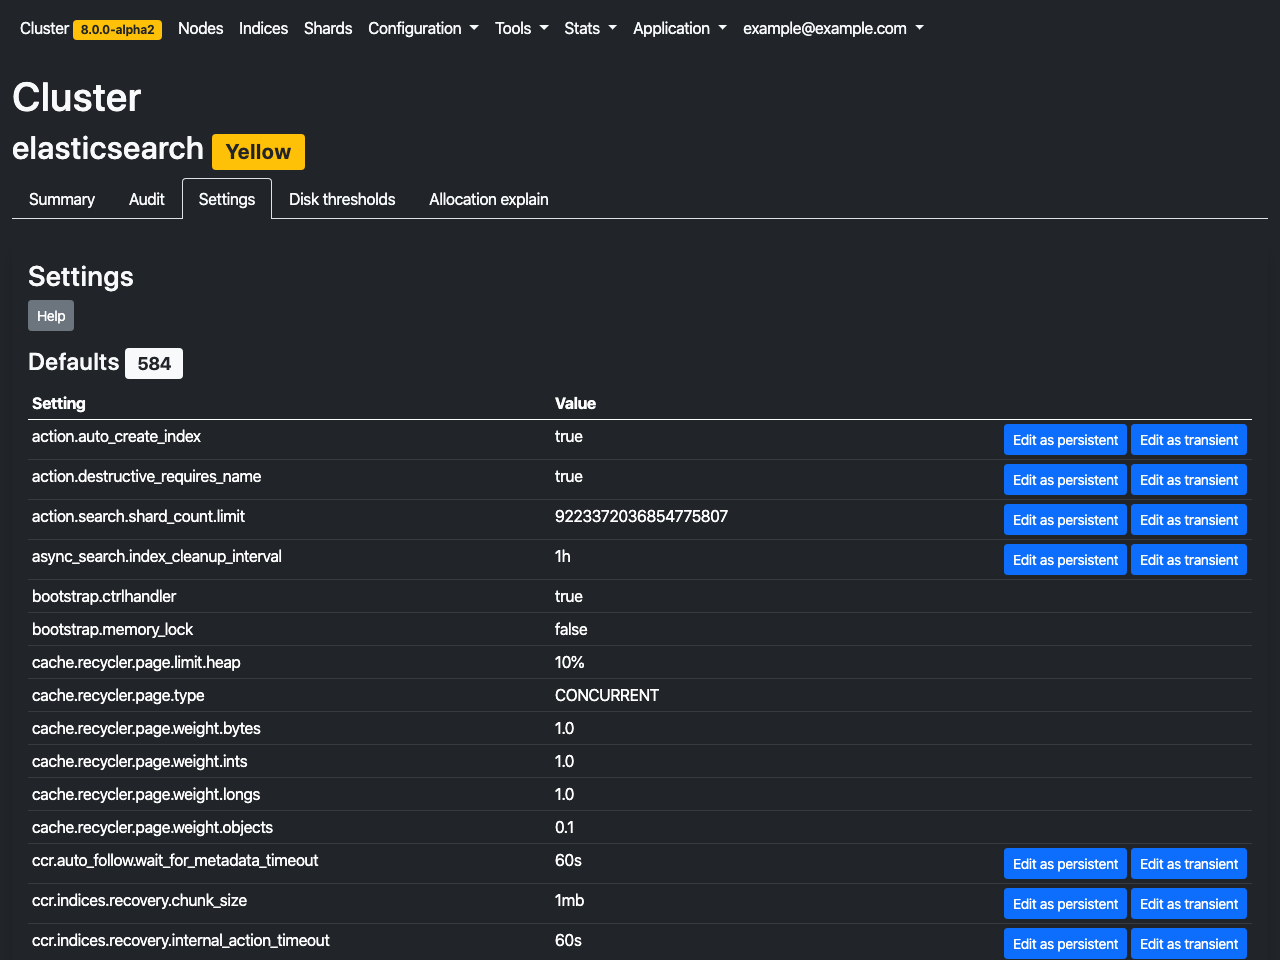 Cluster 8.0.0-alpha2 Nodes Indices Shards Configuration Tools Stats Application example@example.com
Cluster
elasticsearch Yellow
Summary Audit Settings Disk thresholds Allocation explain
Settings
Help
Defaults 584
Setting Value
action.auto_create_index true Edit as persistent Edit as transient
action.destructive_requires_name true Edit as persistent Edit as transient
action.search.shard_count.limit 9223372036854775807 Edit as persistent Edit as transient
async_search.index_cleanup_interval 1h Edit as persistent Edit as transient
bootstrap.ctrlhandler true
bootstrap.memory_lock false
cache.recycler.page.limit.heap 10%
cache.recycler.page.type CONCURRENT
cache.recycler.page.weight.bytes 1.0
cache.recycler.page.weight.ints 1.0
cache.recycler.page.weight.longs 1.0
cache.recycler.page.weight.objects 0.1
ccr.auto_follow.wait_for_metadata_timeout 60s Edit as persistent Edit as transient
ccr.indices.recovery.chunk_size 1mb Edit as persistent Edit as transient
ccr.indices.recovery.internal_action_timeout 60s Edit as persistent Edit as transient